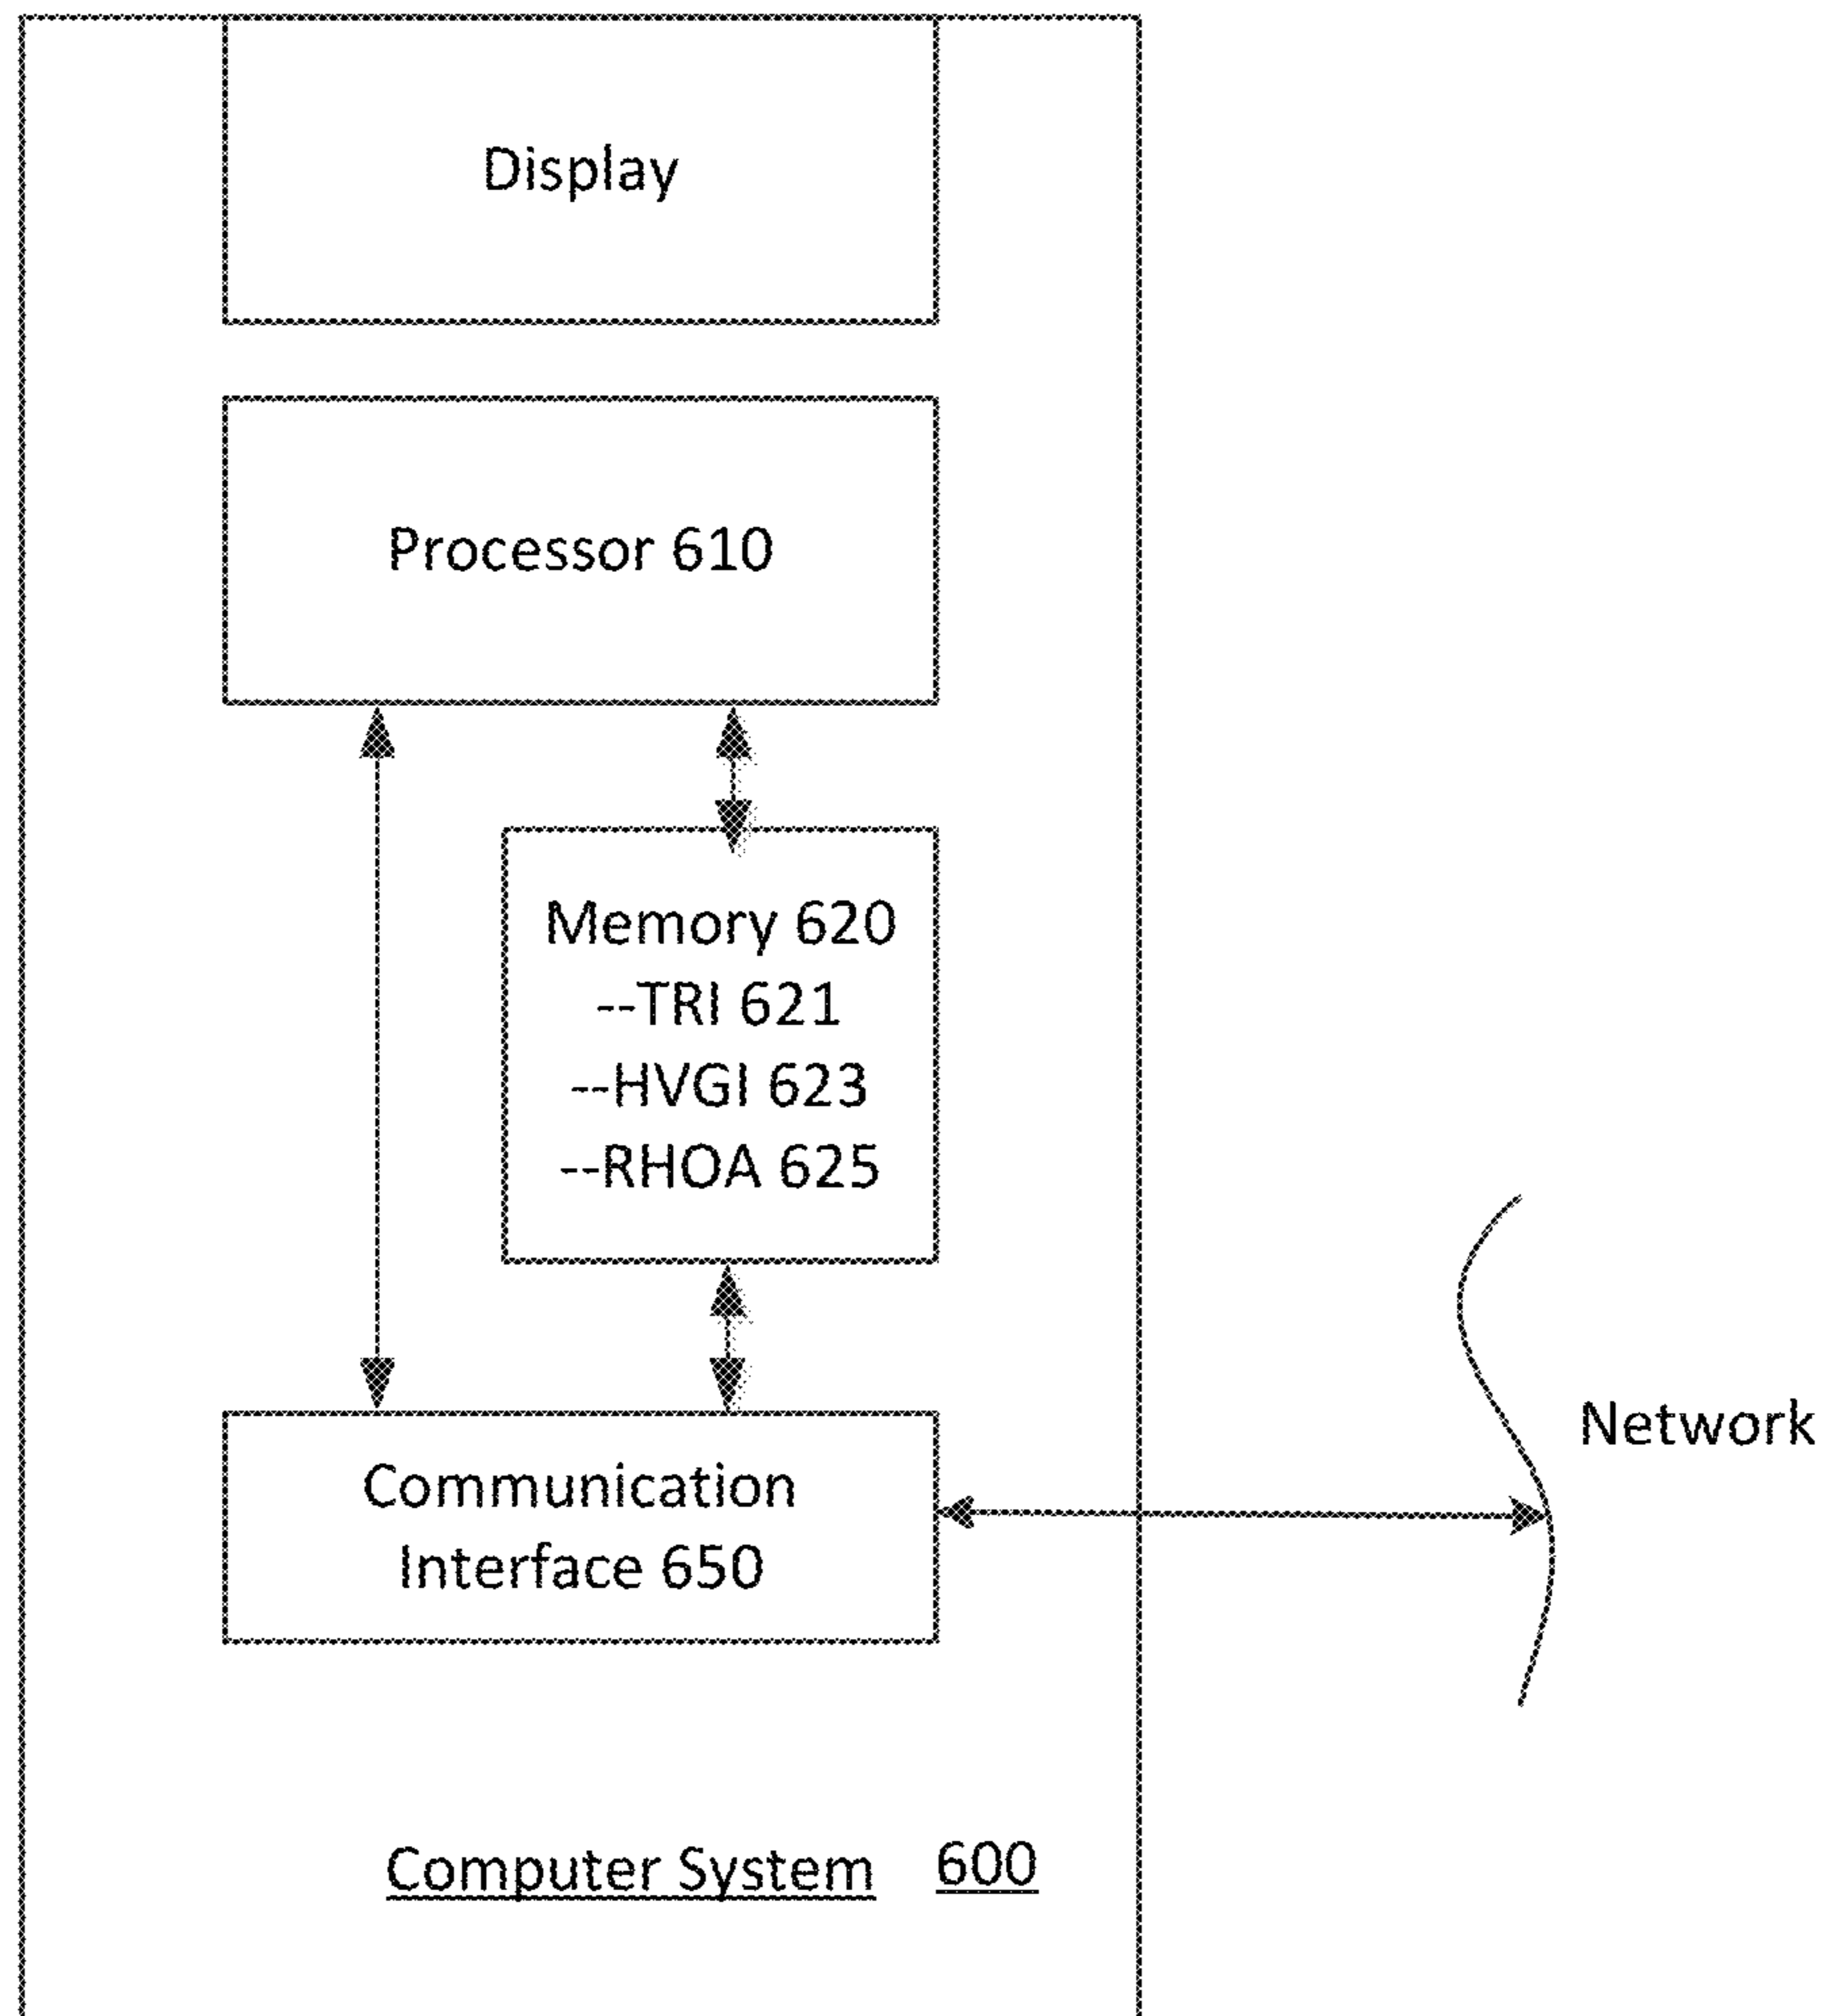 Display
Processor 610
Memory 620
--TRI 621
--HVGI 623
--RHOA 625
Network
Communication
Interface 650
Computer System 600